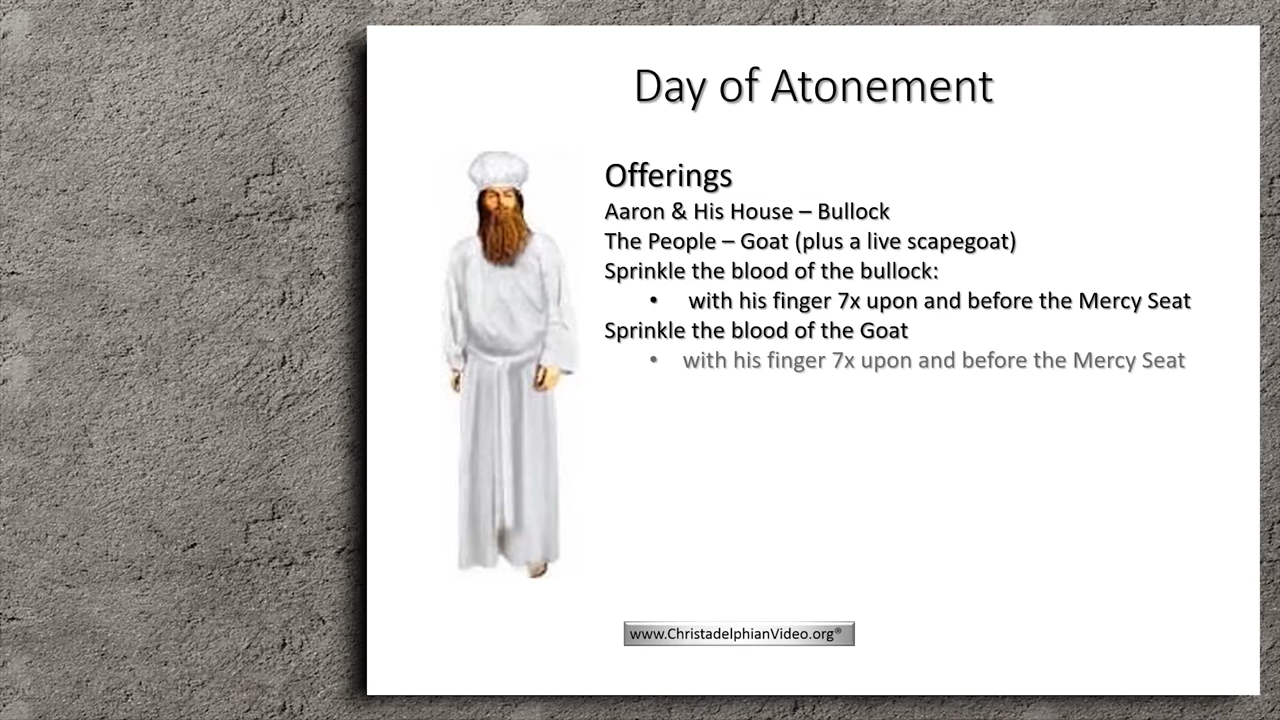 Day of Atonement
Offerings
Aaron & His House – Bullock
The People – Goat (plus a live scapegoat)
Sprinkle the blood of the bullock:
• with his finger 7x upon and before the Mercy Seat
Sprinkle the blood of the Goat
• with his finger 7x upon and before the Mercy Seat
www.ChristadelphianVideo.org®